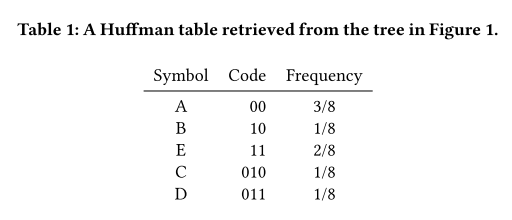 Table 1: A Huffman table retrieved from the tree in Figure 1.
Symbol Code Frequency
A 00 3/8
B 10 1/8
E 11 2/8
C 010 1/8
D 011 1/8